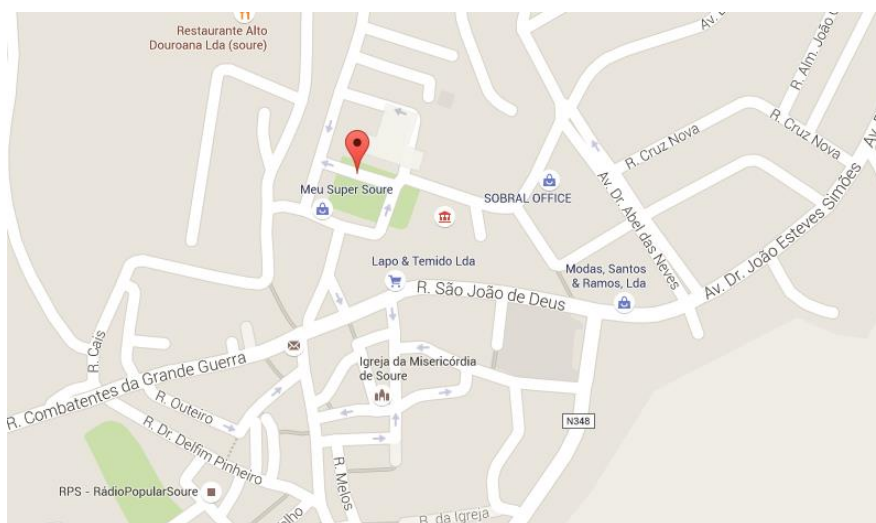 Restaurante Alto
Douroana Lda (soure)
R. Alm. João
R. Cruz Nova
R. Cruz Nova
Meu Super Soure
SOBRAL OFFICE
Av. Dr. Abel das Neves
Av. Dr. João Esteves Simões
Lapo & Temido Lda
Modas, Santos
& Ramos, Lda
R. São João de Deus
R. Cais
R. Combatentes da Grande Guerra
Igreja da Misericórdia
de Soure
R. Outeiro
N348
R. Dr. Delfim Pinheiro
R. Melos
RPS - RádioPopularSoure
R. da Igreja